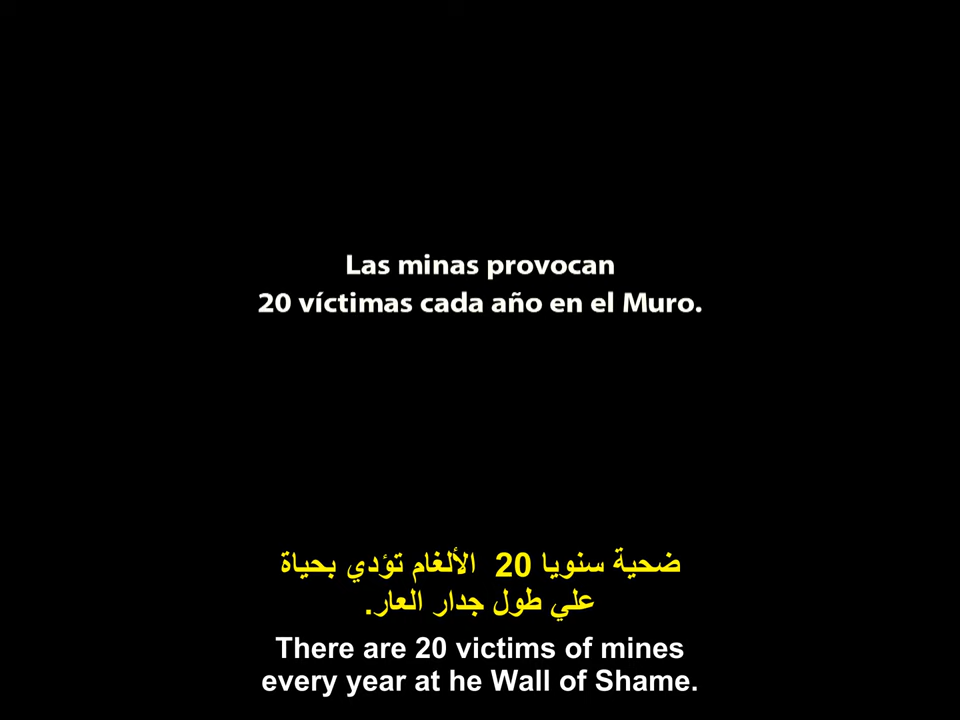 Las minas provocan
20 víctimas cada año en el Muro.
ضحية سنويا 20  الألغام تؤدي بحياة
علي طول جدار العار.
There are 20 victims of mines
every year at he Wall of Shame.